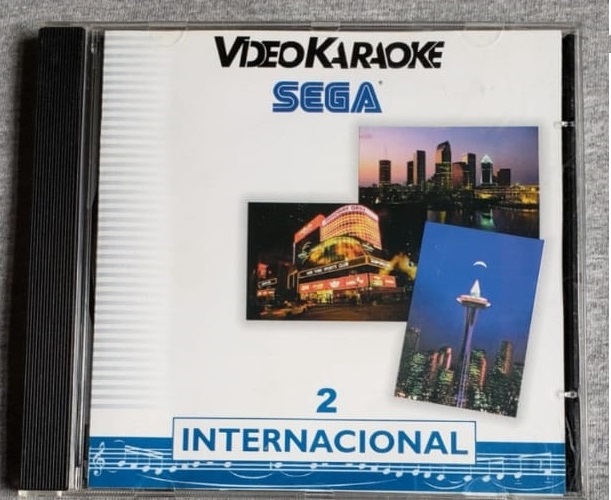 VIDEOKARAOKE
SEGA
2
INTERNACIONAL